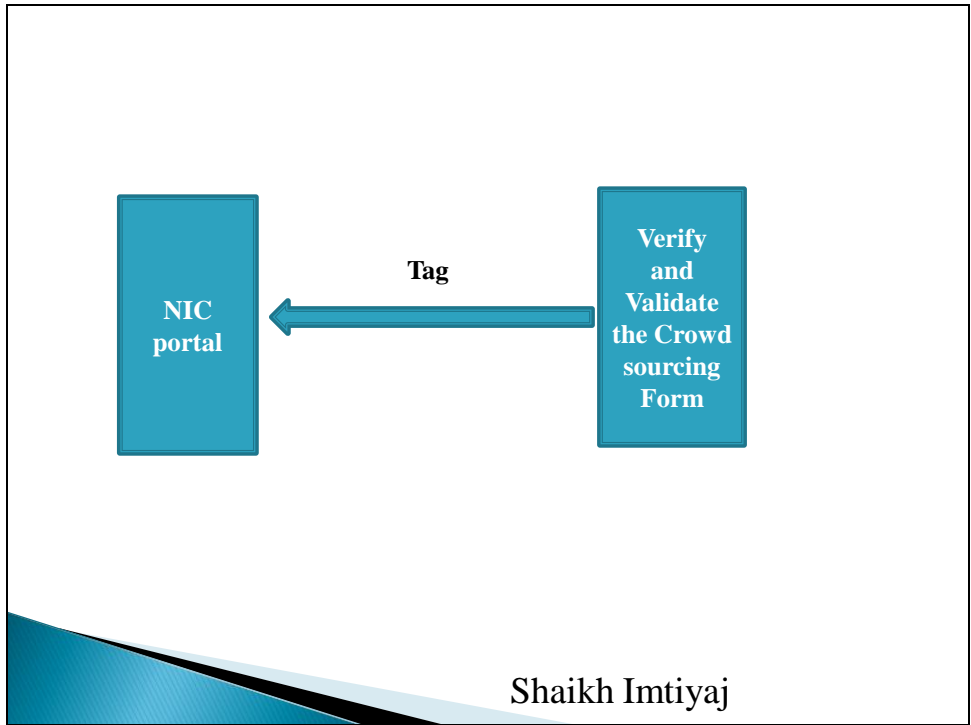 NIC
portal
Tag
Verify
and
Validate
the Crowd
sourcing
Form
Shaikh Imtiyaj